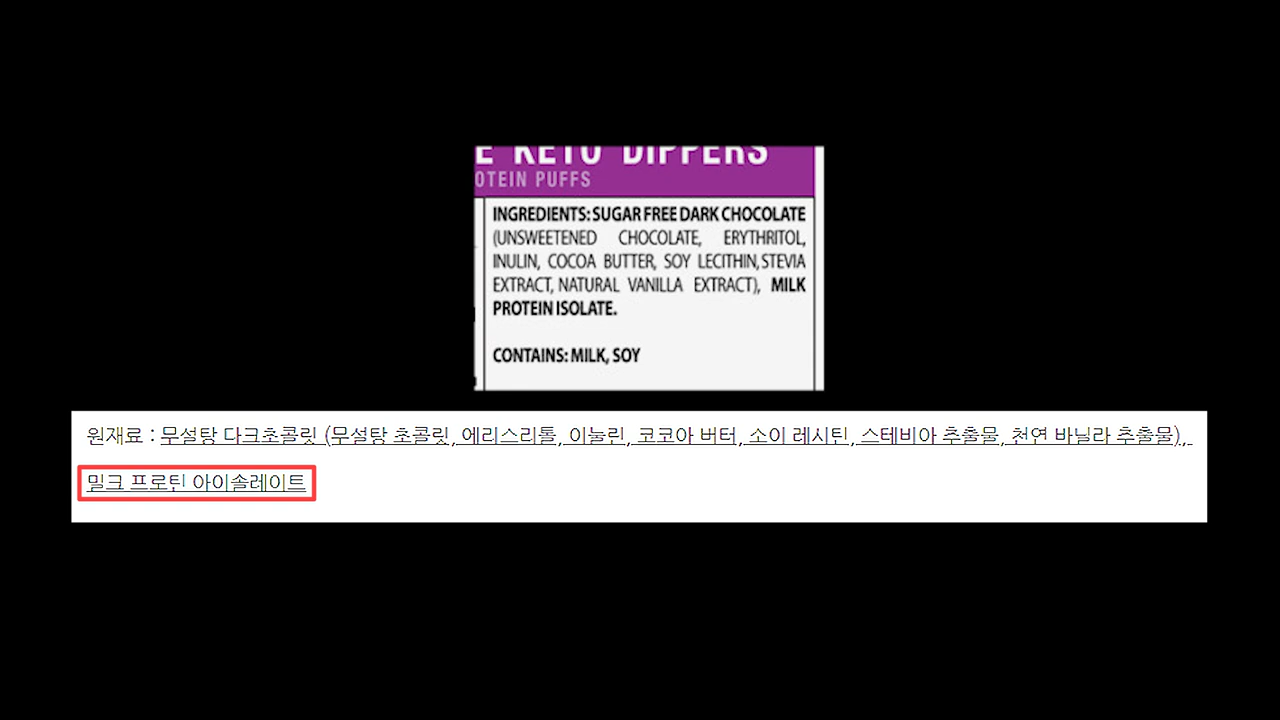 E KETO DIPPERS
OTEIN PUFFS
INGREDIENTS: SUGAR FREE DARK CHOCOLATE
(UNSWEETENED CHOCOLATE, ERYTHRITOL,
INULIN, COCOA BUTTER, SOY LECITHIN, STEVIA
EXTRACT, NATURAL VANILLA EXTRACT), MILK
PROTEIN ISOLATE.
CONTAINS: MILK, SOY
원재료 : 무설탕 다크초콜릿 (무설탕 초콜릿, 에리스리톨, 이눌린, 코코아 버터, 소이 레시틴, 스테비아 추출물, 천연 바닐라 추출물),
밀크 프로틴 아이솔레이트